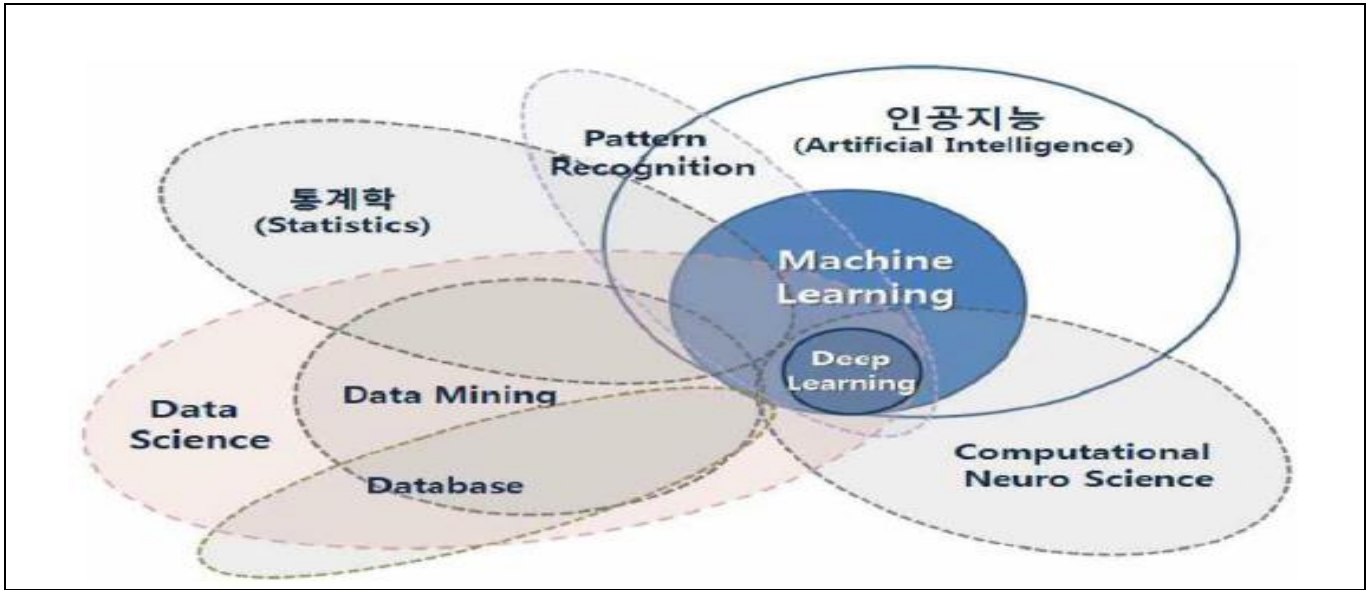 인공지능
(Artificial Intelligence)
Pattern
Recognition
통계학
(Statistics)
Machine
Learning
Deep
Learning
Data Mining
Data
Science
Database
Computational
Neuro Science